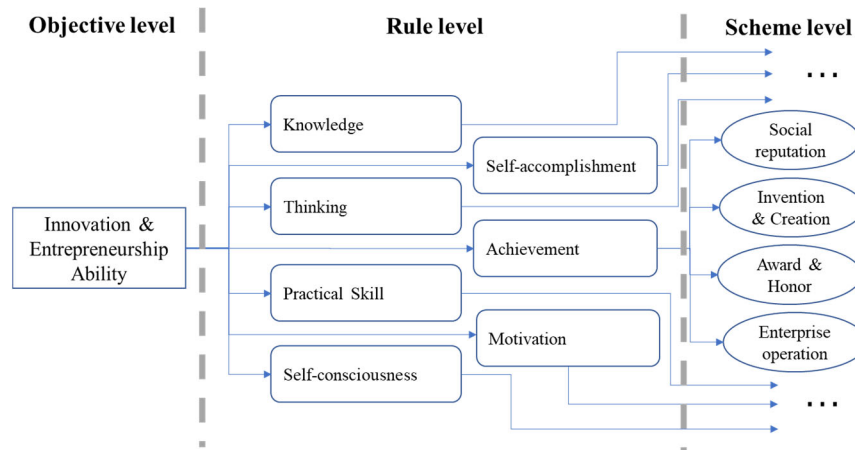 Objective level
Rule level
Scheme level
...
Knowledge
Social
reputation
Self-accomplishment
Thinking
Invention
& Creation
Innovation &
Entrepreneurship
Ability
Achievement
Award &
Honor
Practical Skill
Motivation
Enterprise
operation
Self-consciousness
...